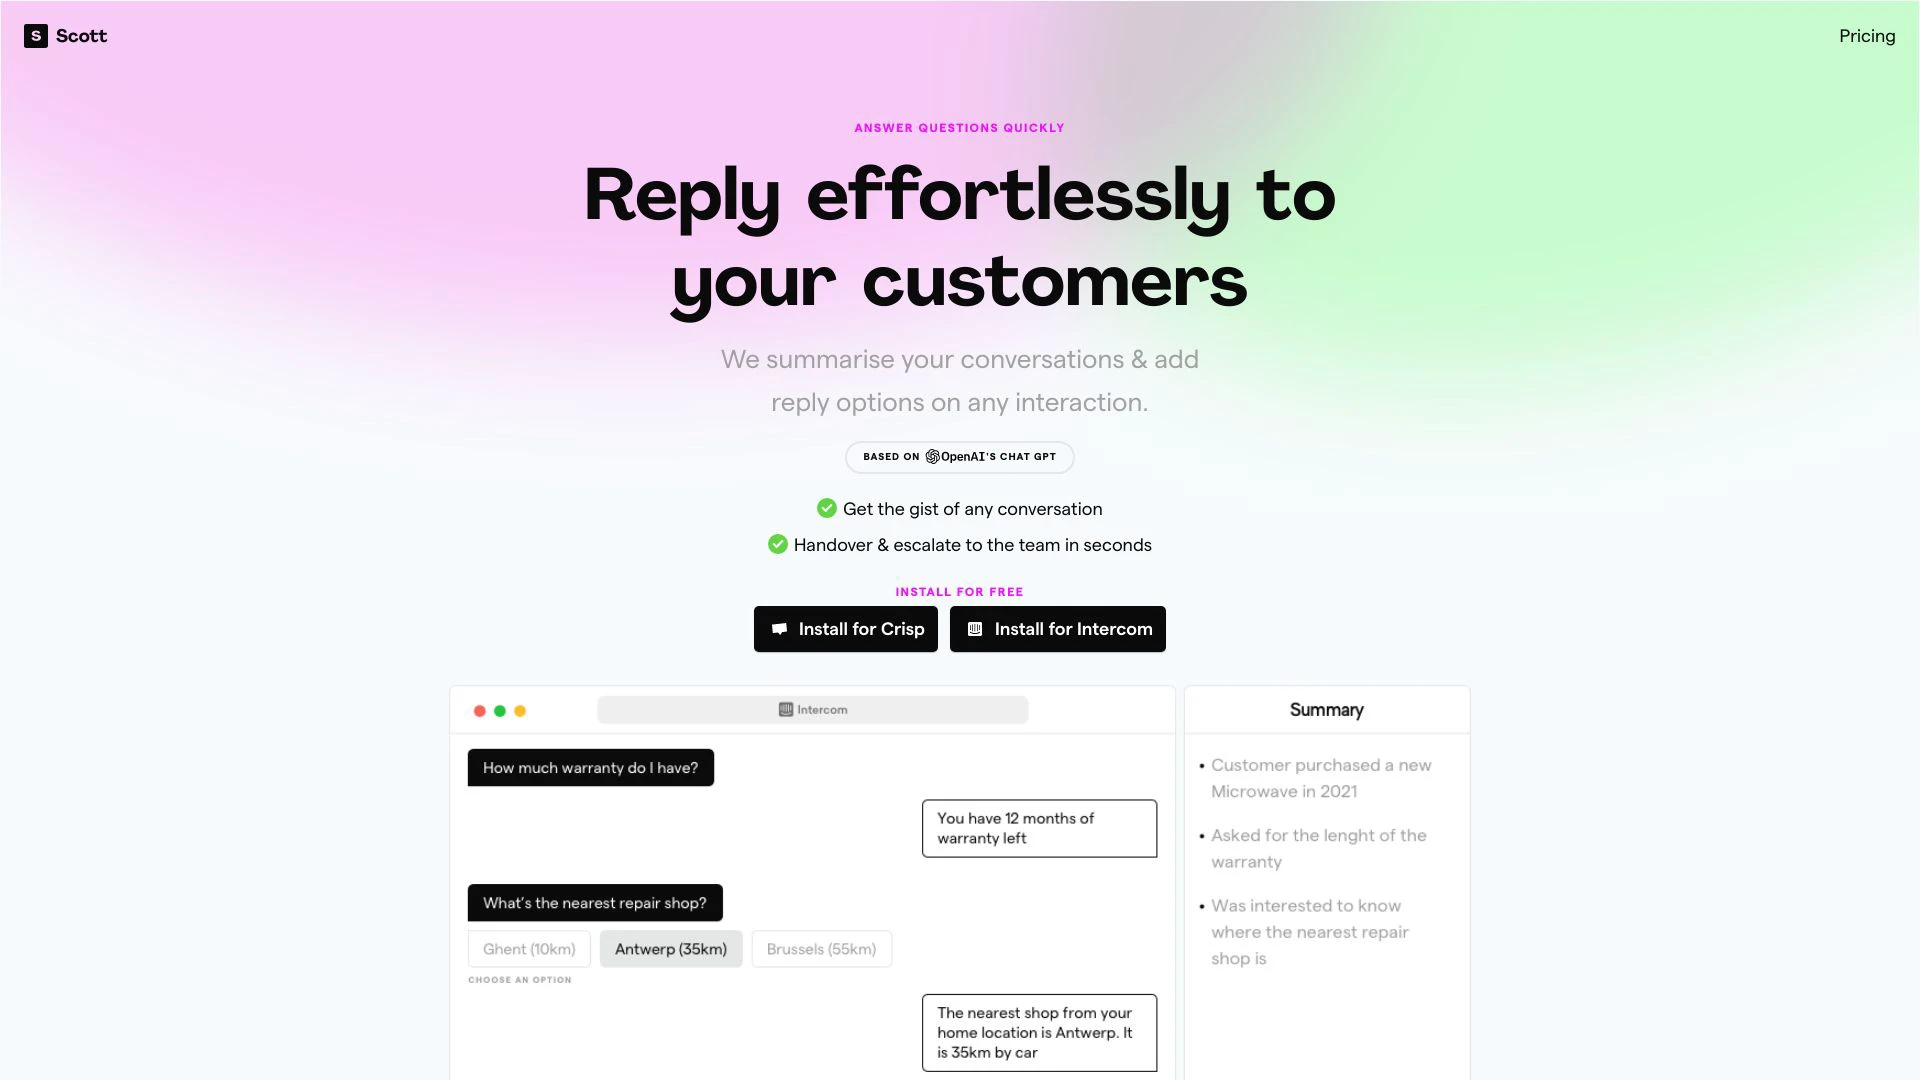 S Scott
Pricing
ANSWER QUESTIONS QUICKLY
Reply effortlessly to
your customers
We summarise your conversations & add
reply options on any interaction.
BASED ON OpenAI'S CHAT GPT
Get the gist of any conversation
Handover & escalate to the team in seconds
INSTALL FOR FREE
Install for Crisp
Install for Intercom
Intercom
How much warranty do I have?
You have 12 months of
warranty left
What's the nearest repair shop?
Ghent (10km)
Antwerp (35km)
Brussels (55km)
CHOOSE AN OPTION
The nearest shop from your
home location is Antwerp. It
is 35km by car
Summary
• Customer purchased a new
Microwave in 2021
• Asked for the lenght of the
warranty
• Was interested to know
where the nearest repair
shop is